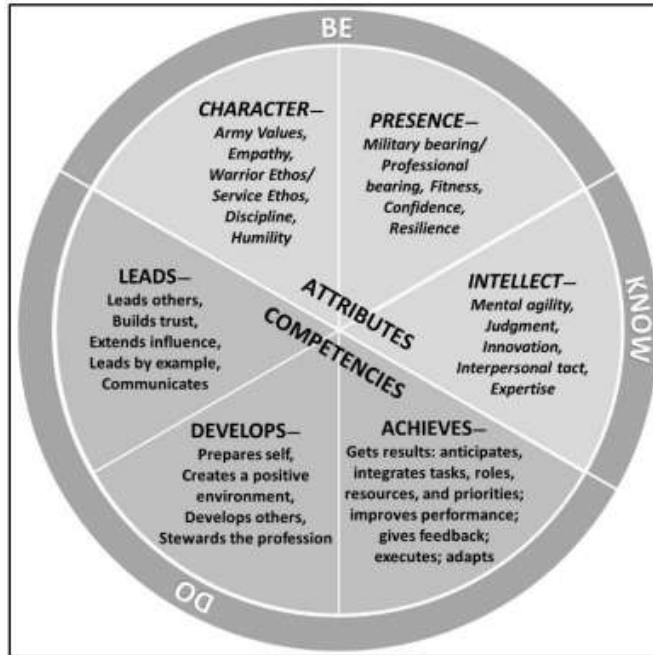 BE
CHARACTER—
Army Values,
Empathy,
Warrior Ethos/
Service Ethos,
Discipline,
Humility
PRESENCE—
Military bearing/
Professional
bearing, Fitness,
Confidence,
Resilience
KNOW
INTELLECT—
Mental agility,
Judgment,
Innovation,
Interpersonal tact,
Expertise
ATTRIBUTES
COMPETENCIES
LEADS—
Leads others,
Builds trust,
Extends influence,
Leads by example,
Communicates
DEVELOPS—
Prepares self,
Creates a positive
environment,
Develops others,
Stewards the profession
ACHIEVES—
Gets results: anticipates,
integrates tasks, roles,
resources, and priorities;
improves performance;
gives feedback;
executes; adapts
DO